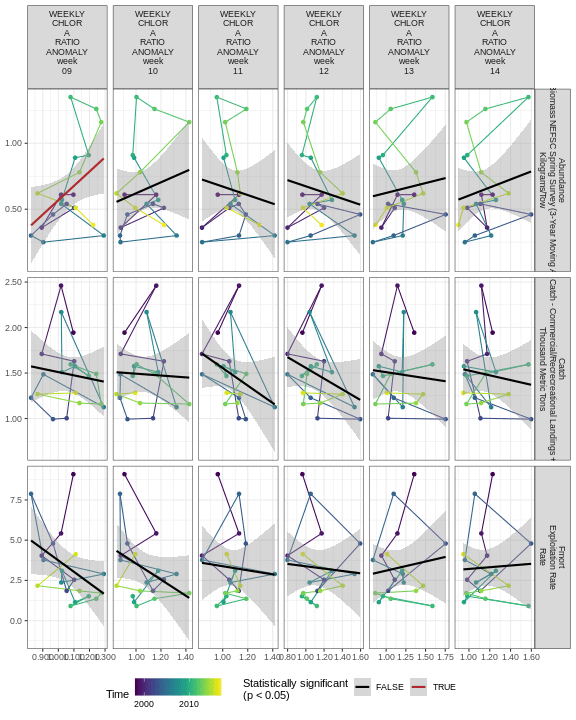 WEEKLY
CHLOR
A
RATIO
ANOMALY
week
09
WEEKLY
CHLOR
A
RATIO
ANOMALY
week
10
WEEKLY
CHLOR
A
RATIO
ANOMALY
week
11
WEEKLY
CHLOR
A
RATIO
ANOMALY
week
12
WEEKLY
CHLOR
A
RATIO
ANOMALY
week
13
WEEKLY
CHLOR
A
RATIO
ANOMALY
week
14
1.00
0.50
Abundance
Biomass NEFSC Spring Survey (3-Year Moving A
Kilograms/Tow
2.50
2.00
1.50
1.00
Catch
Catch - Commercial/Recreational Landings +
Thousand Metric Tons
7.5
5.0
2.5
0.0
Fmort
Exploitation Rate
Rate
0.900 1.000 1.100 1.200 1.300
1.00 1.20 1.40
1.00 1.20 1.40
0.80 1.00 1.20 1.40 1.60
1.00 1.25 1.50 1.75
1.00 1.20 1.40 1.60
Time
2000 2010
Statistically significant
(p < 0.05)
FALSE
TRUE